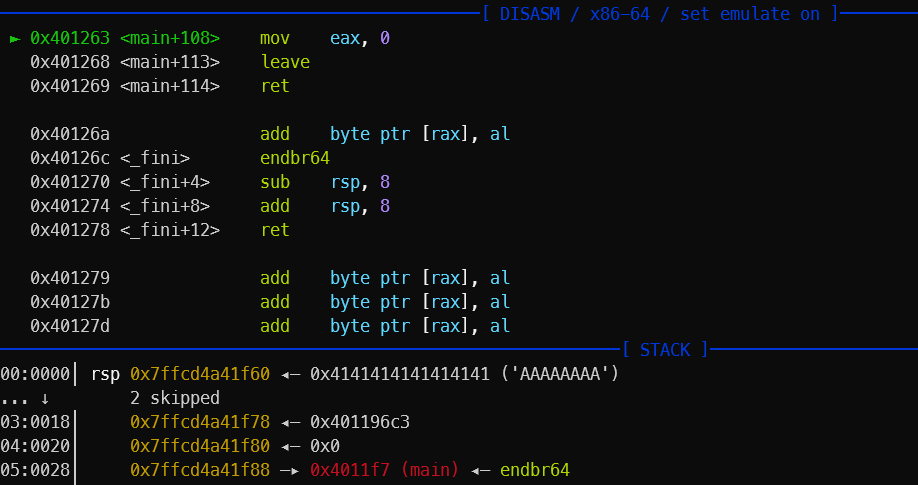 [ DISASM / x86-64 / set emulate on ]
► 0x401263 <main+108> mov eax, 0
0x401268 <main+113> leave
0x401269 <main+114> ret
0x40126a add byte ptr [rax], al
0x40126c <_fini> endbr64
0x401270 <_fini+4> sub rsp, 8
0x401274 <_fini+8> add rsp, 8
0x401278 <_fini+12> ret
0x401279 add byte ptr [rax], al
0x40127b add byte ptr [rax], al
0x40127d add byte ptr [rax], al
[ STACK ]
00:0000│ rsp 0x7ffcd4a41f60 ◂— 0x4141414141414141 ('AAAAAAAA')
... ↓ 2 skipped
03:0018│ 0x7ffcd4a41f78 ◂— 0x401196c3
04:0020│ 0x7ffcd4a41f80 ◂— 0x0
05:0028│ 0x7ffcd4a41f88 —▸ 0x4011f7 (main) ◂— endbr64